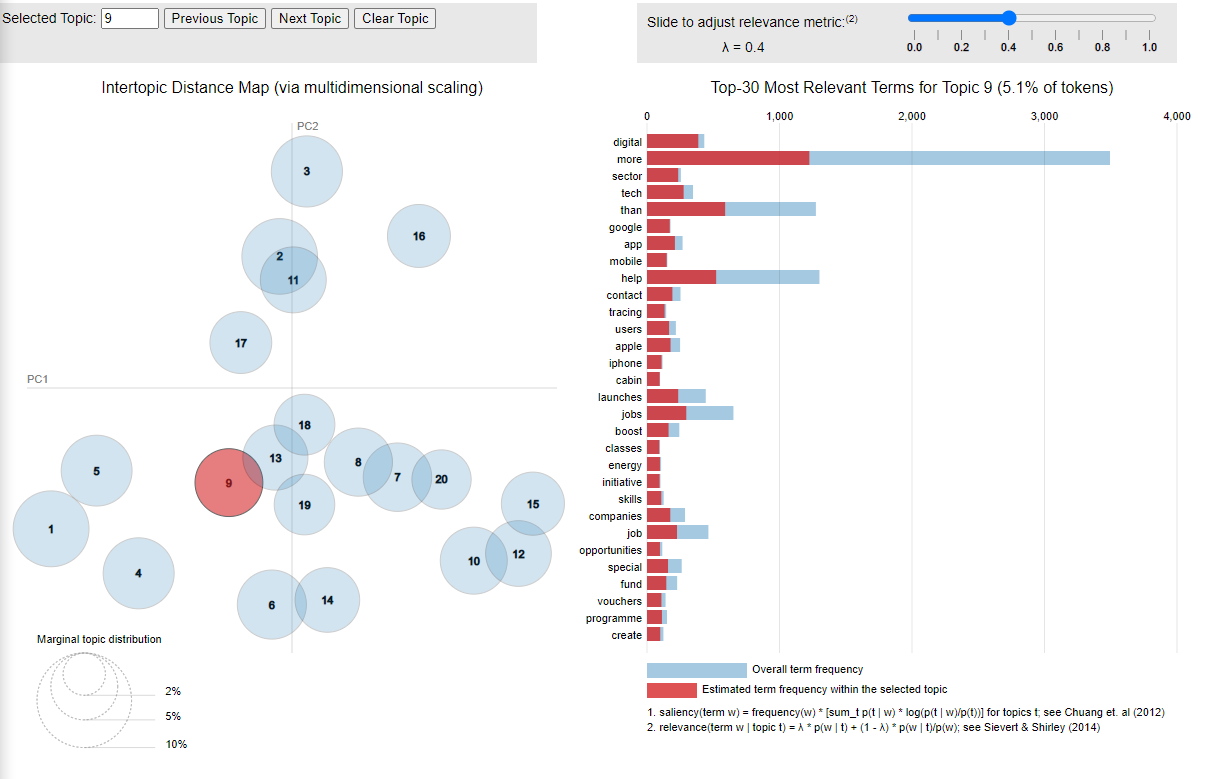 Selected Topic: 9 Previous Topic Next Topic Clear Topic
Slide to adjust relevance metric:(2)
λ = 0.4
0.0 0.2 0.4 0.6 0.8 1.0
Intertopic Distance Map (via multidimensional scaling)
PC2
PC1
3
16
2
11
17
18
13
8
5
9
7
20
19
15
1
12
10
4
14
6
Marginal topic distribution
2%
5%
10%
Top-30 Most Relevant Terms for Topic 9 (5.1% of tokens)
0 1,000 2,000 3,000 4,000
digital
more
sector
tech
than
google
app
mobile
help
contact
tracing
users
apple
iphone
cabin
launches
jobs
boost
classes
energy
initiative
skills
companies
job
opportunities
special
fund
vouchers
programme
create
Overall term frequency
Estimated term frequency within the selected topic
1. saliency(term w) = frequency(w) * [sum_t p(t | w) * log(p(t | w)/p(t))] for topics t; see Chuang et. al (2012)
2. relevance(term w | topic t) = λ * p(w | t) + (1 - λ) * p(w | t)/p(w); see Sievert & Shirley (2014)